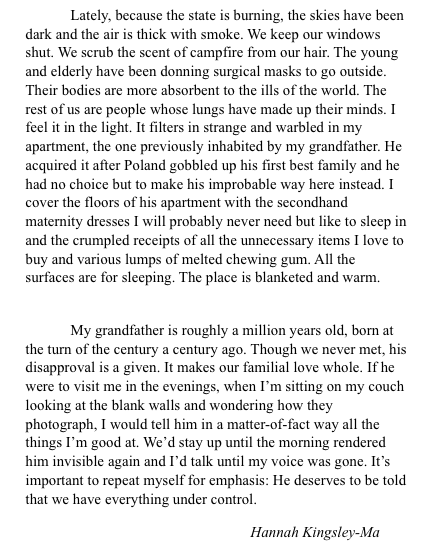 Lately, because the state is burning, the skies have been
dark and the air is thick with smoke. We keep our windows
shut. We scrub the scent of campfire from our hair. The young
and elderly have been donning surgical masks to go outside.
Their bodies are more absorbent to the ills of the world. The
rest of us are people whose lungs have made up their minds. I
feel it in the light. It filters in strange and warbled in my
apartment, the one previously inhabited by my grandfather. He
acquired it after Poland gobbled up his first best family and he
had no choice but to make his improbable way here instead. I
cover the floors of his apartment with the secondhand
maternity dresses I will probably never need but like to sleep in
and the crumpled receipts of all the unnecessary items I love to
buy and various lumps of melted chewing gum. All the
surfaces are for sleeping. The place is blanketed and warm.
My grandfather is roughly a million years old, born at
the turn of the century a century ago. Though we never met, his
disapproval is a given. It makes our familial love whole. If he
were to visit me in the evenings, when I'm sitting on my couch
looking at the blank walls and wondering how they
photograph, I would tell him in a matter-of-fact way all the
things I'm good at. We'd stay up until the morning rendered
him invisible again and I'd talk until my voice was gone. It's
important to repeat myself for emphasis: He deserves to be told
that we have everything under control.
Hannah Kingsley-Ma